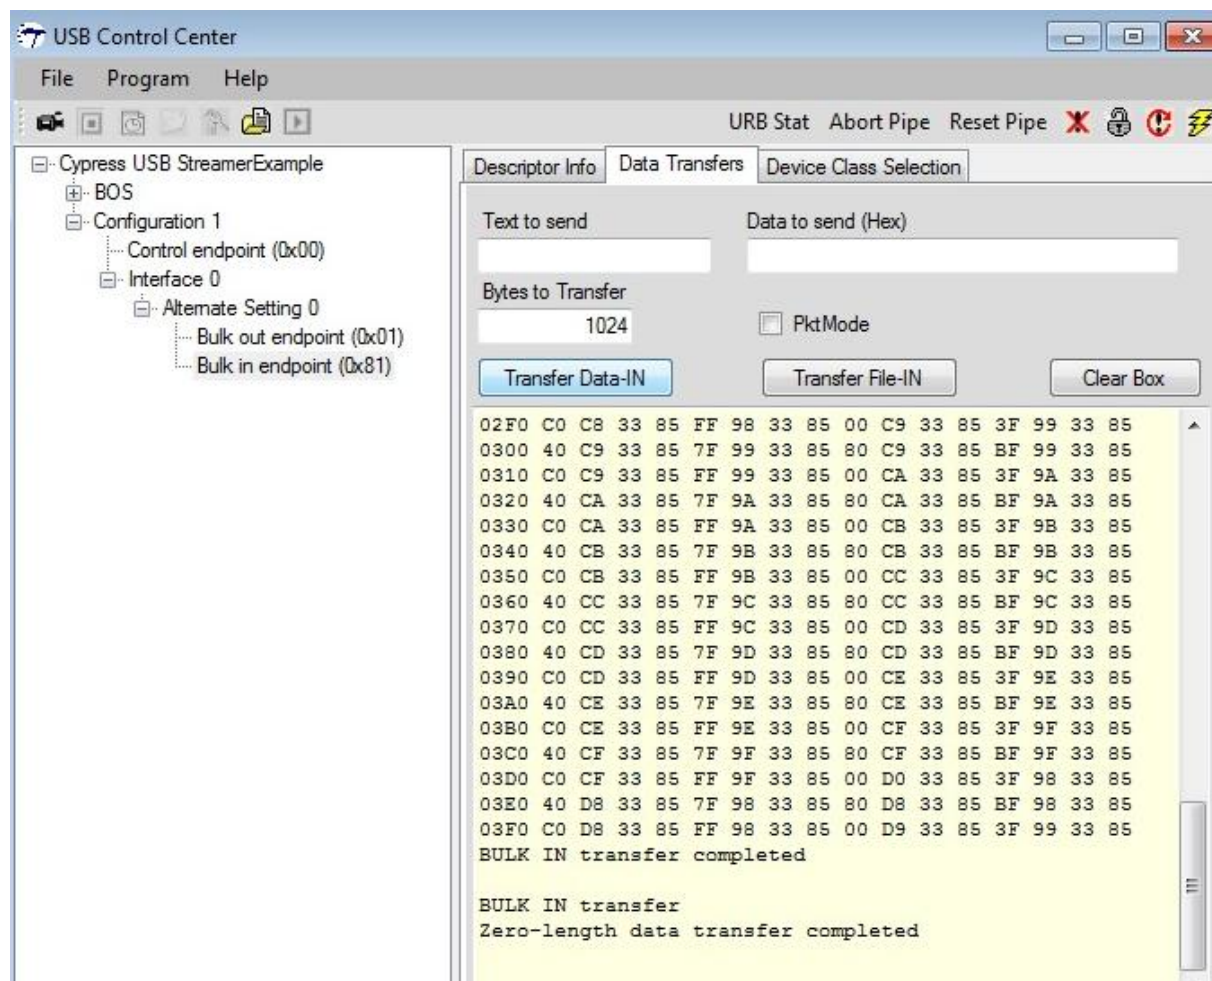 USB Control Center
File Program Help
URB Stat Abort Pipe Reset Pipe
Cypress USB StreamerExample
BOS
Configuration 1
Control endpoint (0x00)
Interface 0
Alternate Setting 0
Bulk out endpoint (0x01)
Bulk in endpoint (0x81)
Descriptor Info Data Transfers Device Class Selection
Text to send Data to send (Hex)
Bytes to Transfer
1024 PktMode
Transfer Data-IN Transfer File-IN Clear Box
02F0 C0 C8 33 85 FF 98 33 85 00 C9 33 85 3F 99 33 85
0300 40 C9 33 85 7F 99 33 85 80 C9 33 85 BF 99 33 85
0310 C0 C9 33 85 FF 99 33 85 00 CA 33 85 3F 9A 33 85
0320 40 CA 33 85 7F 9A 33 85 80 CA 33 85 BF 9A 33 85
0330 C0 CA 33 85 FF 9A 33 85 00 CB 33 85 3F 9B 33 85
0340 40 CB 33 85 7F 9B 33 85 80 CB 33 85 BF 9B 33 85
0350 C0 CB 33 85 FF 9B 33 85 00 CC 33 85 3F 9C 33 85
0360 40 CC 33 85 7F 9C 33 85 80 CC 33 85 BF 9C 33 85
0370 C0 CC 33 85 FF 9C 33 85 00 CD 33 85 3F 9D 33 85
0380 40 CD 33 85 7F 9D 33 85 80 CD 33 85 BF 9D 33 85
0390 C0 CD 33 85 FF 9D 33 85 00 CE 33 85 3F 9E 33 85
03A0 40 CE 33 85 7F 9E 33 85 80 CE 33 85 BF 9E 33 85
03B0 C0 CE 33 85 FF 9E 33 85 00 CF 33 85 3F 9F 33 85
03C0 40 CF 33 85 7F 9F 33 85 80 CF 33 85 BF 9F 33 85
03D0 C0 CF 33 85 FF 9F 33 85 00 D0 33 85 3F 98 33 85
03E0 40 D8 33 85 7F 98 33 85 80 D8 33 85 BF 98 33 85
03F0 C0 D8 33 85 FF 98 33 85 00 D9 33 85 3F 99 33 85
BULK IN transfer completed
BULK IN transfer
Zero-length data transfer completed